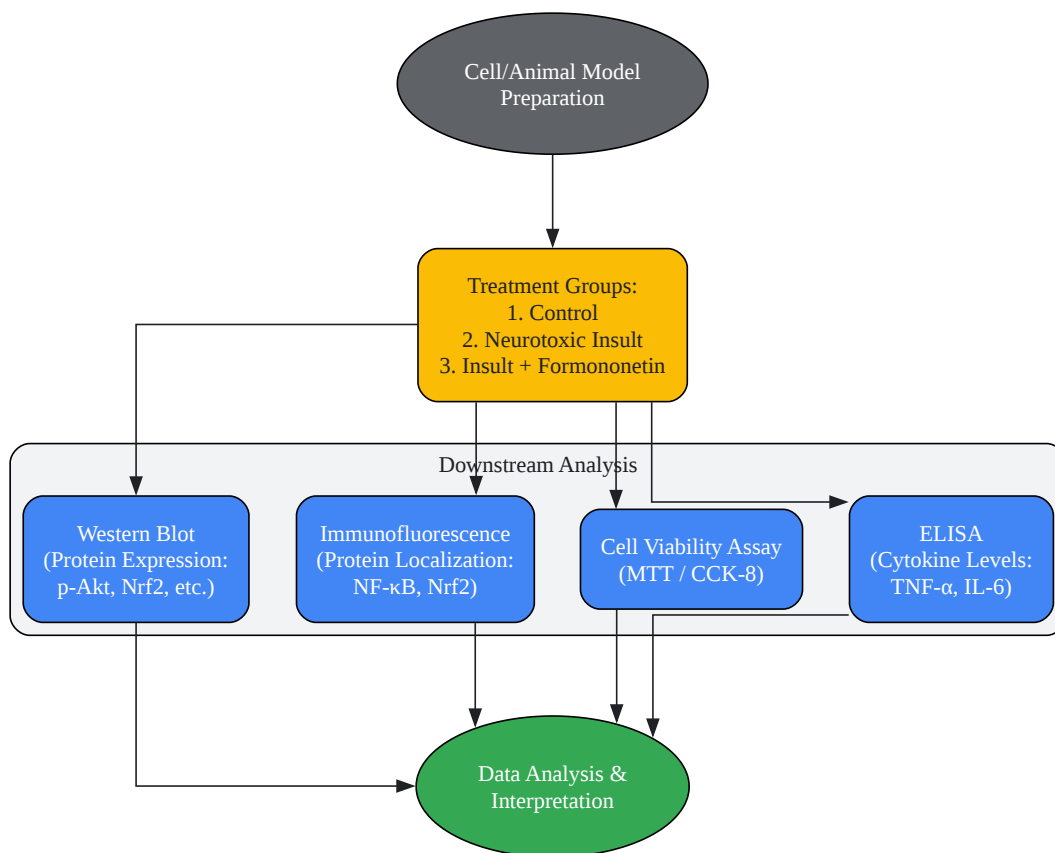 Cell/Animal Model
Preparation
Treatment Groups:
1. Control
2. Neurotoxic Insult
3. Insult + Formononetin
Downstream Analysis
Western Blot
(Protein Expression:
p-Akt, Nrf2, etc.)
Immunofluorescence
(Protein Localization:
NF-κB, Nrf2)
Cell Viability Assay
(MTT / CCK-8)
ELISA
(Cytokine Levels:
TNF-α, IL-6)
Data Analysis &
Interpretation